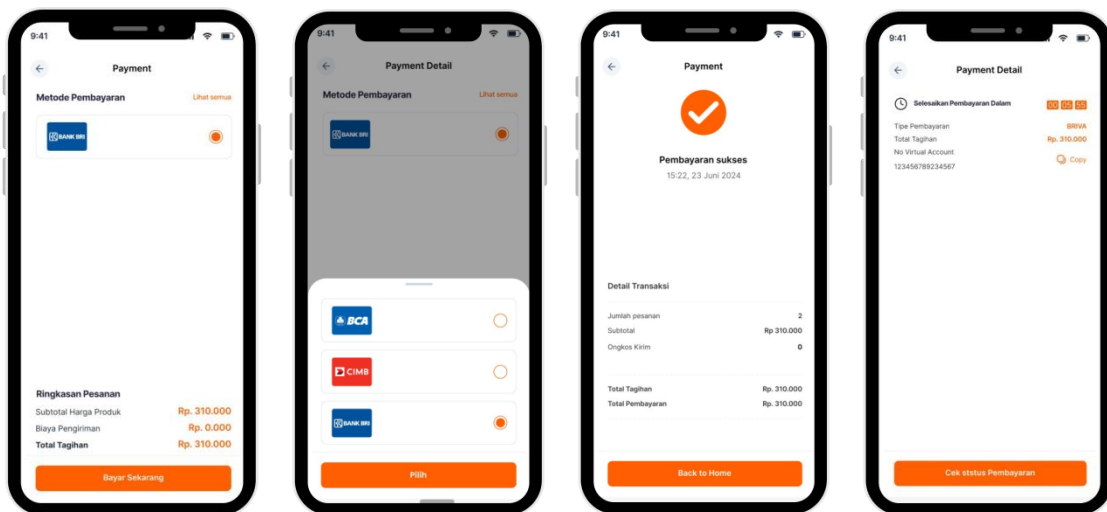 9:41
Payment
Metode Pembayaran Lihat semua
BANK BRI
Ringkasan Pesanan
Subtotal Harga Produk Rp. 310.000
Biaya Pengiriman Rp. 0.000
Total Tagihan Rp. 310.000
Bayar Sekarang
9:41
Payment Detail
Metode Pembayaran Lihat semua
BANK BRI
BCA
CIMB
BANK BRI
Pilih
9:41
Payment
Pembayaran sukses
15:22, 23 Juni 2024
Detail Transaksi
Jumlah pesanan 2
Subtotal Rp 310.000
Ongkos Kirim 0
Total Tagihan Rp. 310.000
Total Pembayaran Rp. 310.000
Back to Home
9:41
Payment Detail
Selesaikan Pembayaran Dalam 00 05 55
Tipe Pembayaran BRIVA
Total Tagihan Rp. 310.000
No Virtual Account
123456789234567 Copy
Cek ststus Pembayaran